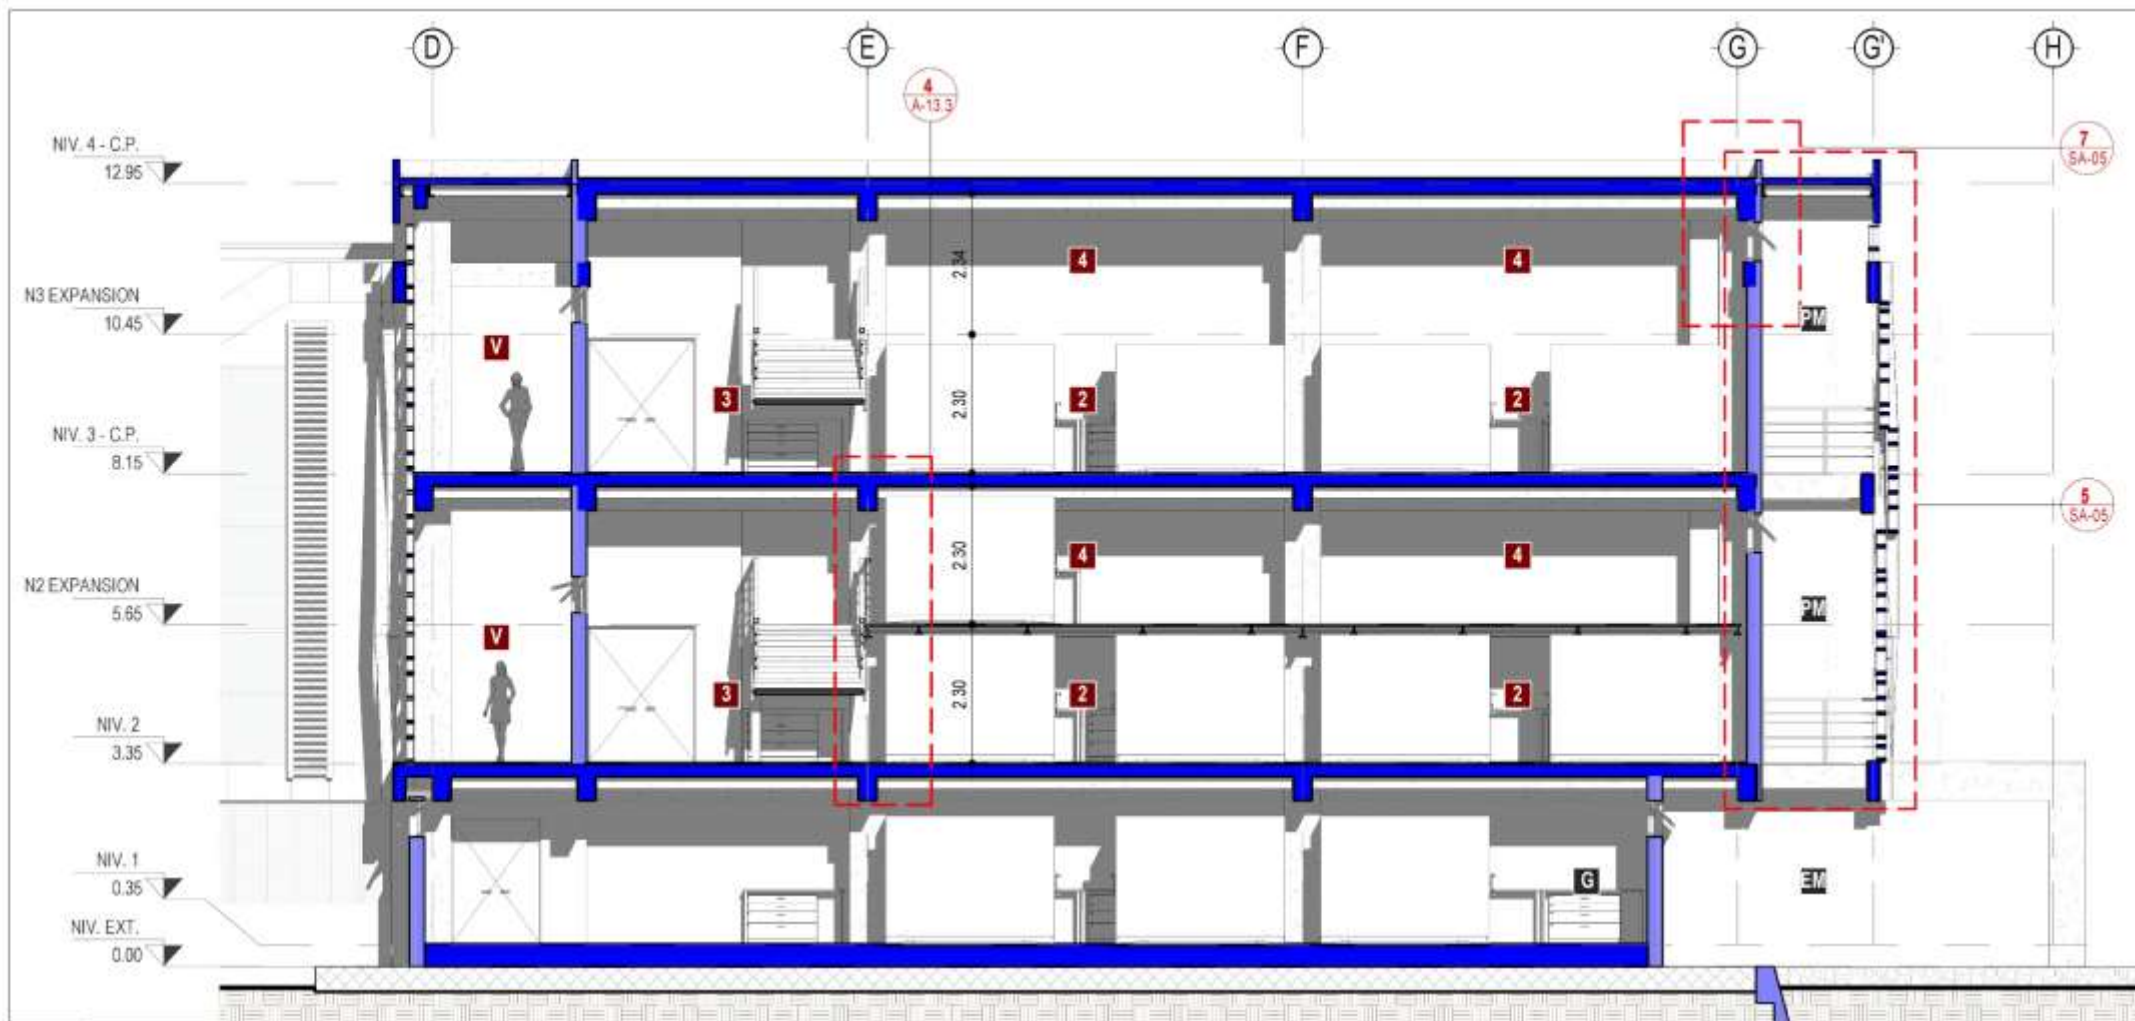 D
E
F
G
G'
H
4
A-13.3
7
SA-05
NIV. 4 - C.P.
12.95
4
4
2.34
N3 EXPANSION
10.45
PM
V
3
2
2
2.30
NIV. 3 - C.P.
8.15
5
SA-05
4
4
2.30
N2 EXPANSION
5.65
PM
V
3
2
2
2.30
NIV. 2
3.35
NIV. 1
0.35
G
EM
NIV. EXT.
0.00